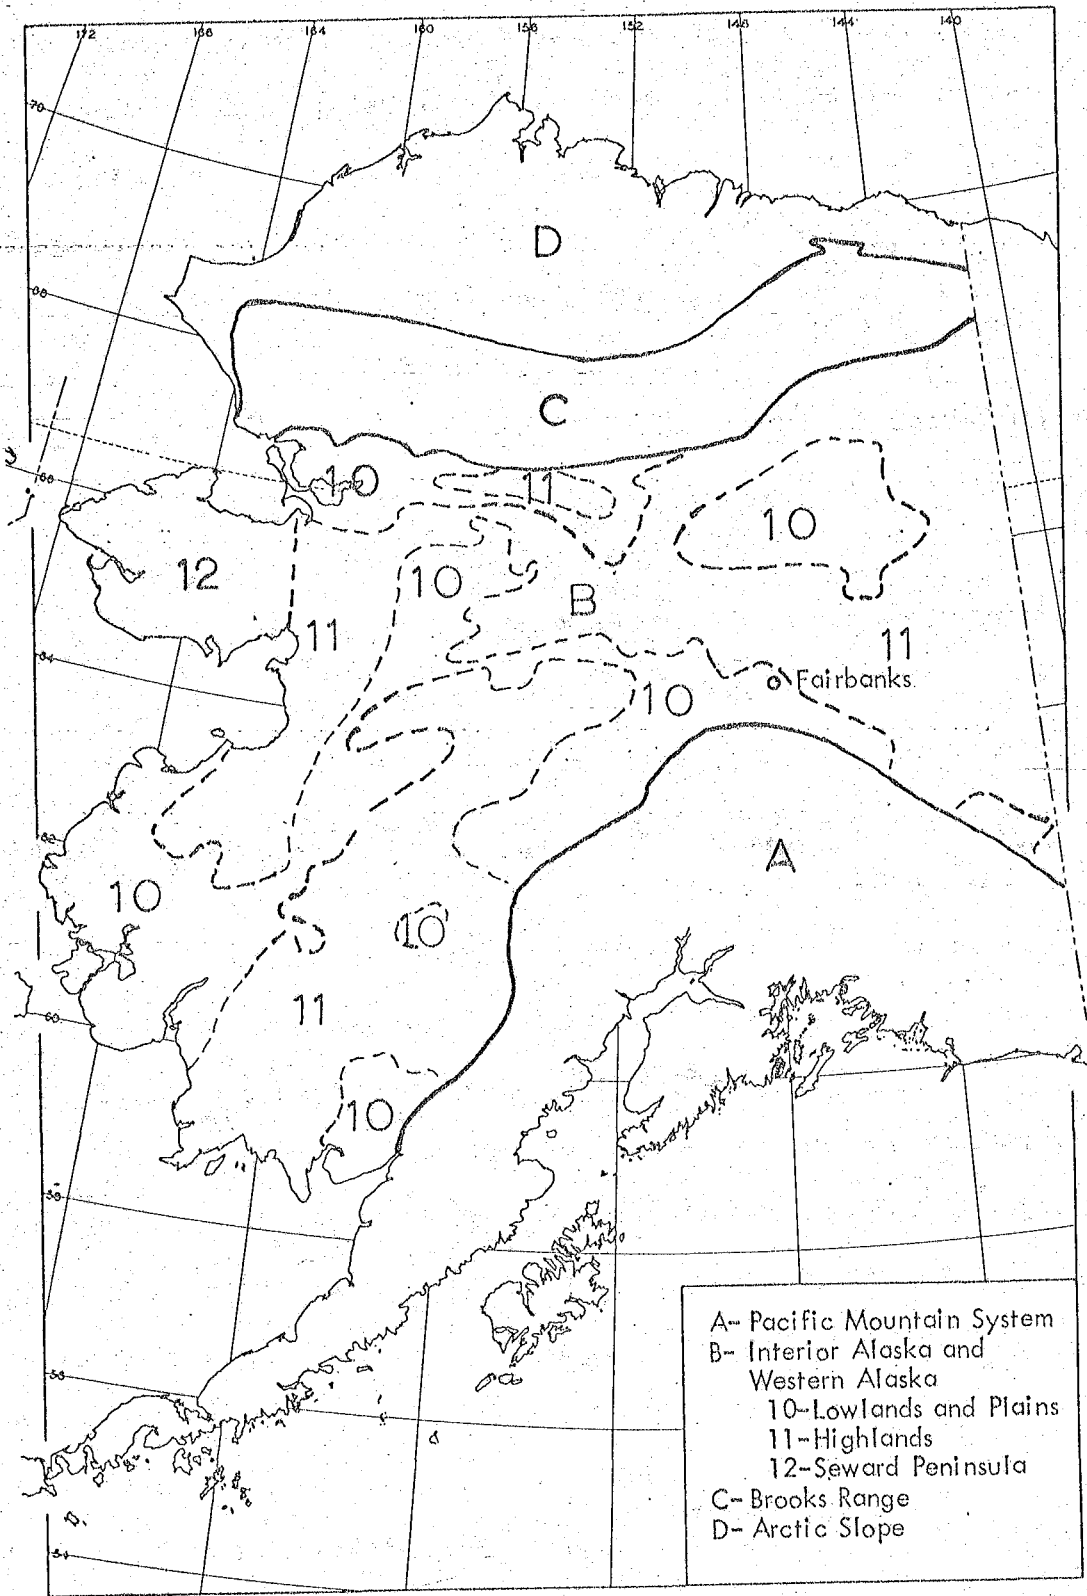 172 168 164 160 156 152 148 144 140
70
D
68
C
66
10
11
10
12
10
B
11
11
64
Fairbanks
10
62
A
10
10
11
60
10
58
A- Pacific Mountain System
B- Interior Alaska and
Western Alaska
10-Lowlands and Plains
11-Highlands
12-Seward Peninsula
C- Brooks Range
D- Arctic Slope
56
54